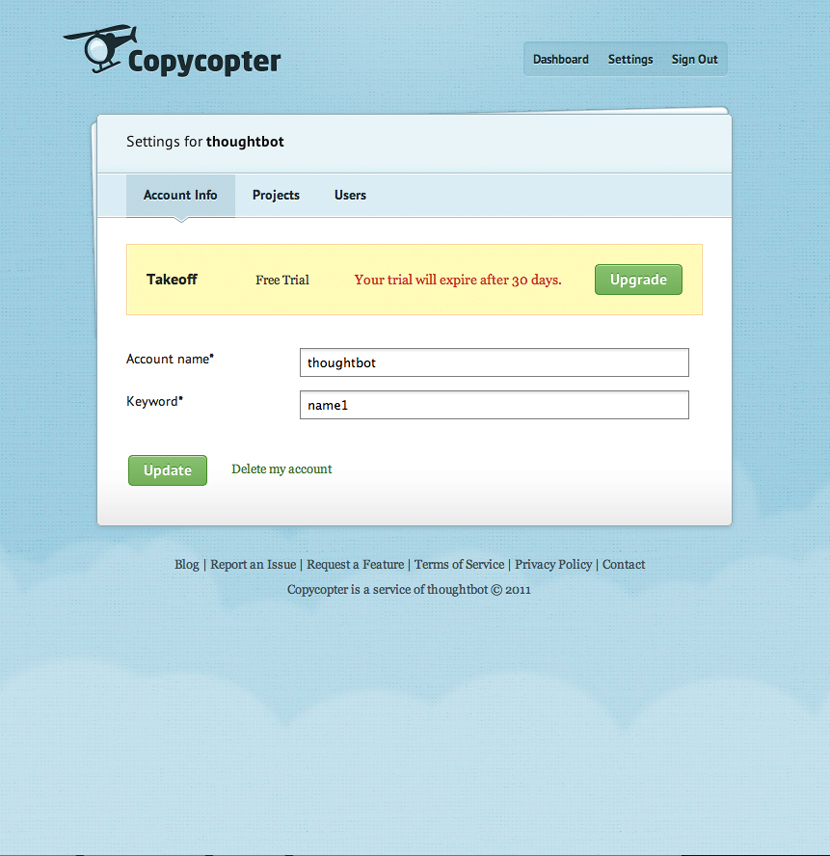 Copycopter
Dashboard Settings Sign Out
Settings for thoughtbot
Account Info Projects Users
Takeoff Free Trial Your trial will expire after 30 days. Upgrade
Account name* thoughtbot
Keyword* name1
Update Delete my account
Blog | Report an Issue | Request a Feature | Terms of Service | Privacy Policy | Contact
Copycopter is a service of thoughtbot © 2011